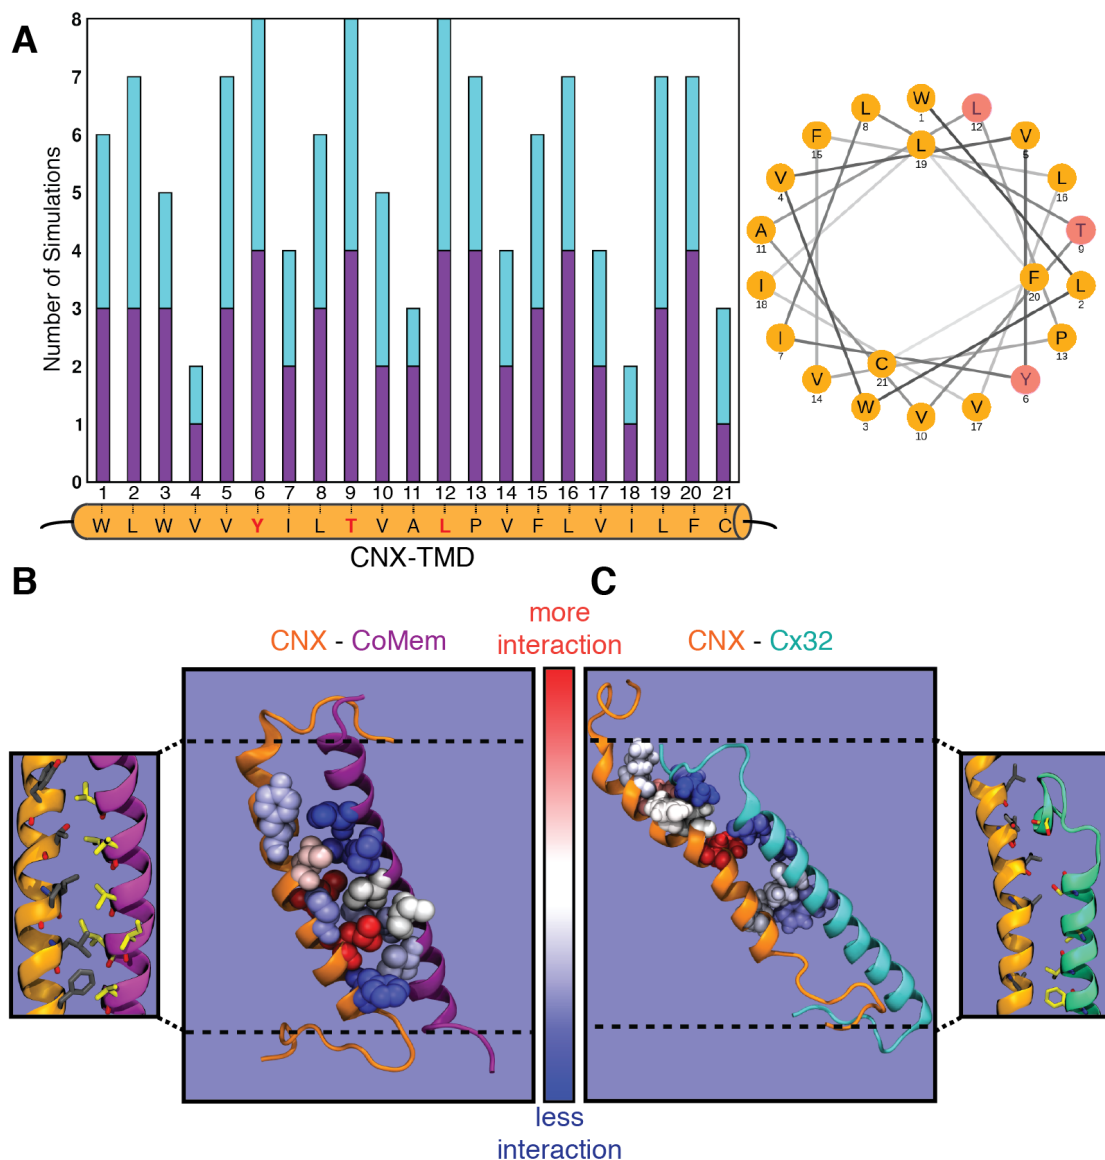 A
Number of Simulations
8
7
6
5
4
3
2
1
0
1 2 3 4 5 6 7 8 9 10 11 12 13 14 15 16 17 18 19 20 21
W L W V V Y I L T V A L P V F L V I L F C
CNX-TMD
W
1
L
12
L
8
V
5
F
15
L
19
L
16
V
4
T
9
A
11
F
20
L
2
I
18
P
13
I
7
C
21
Y
6
V
14
W
3
V
10
V
17
B
C
more
interaction
CNX - CoMem
CNX - Cx32
less
interaction